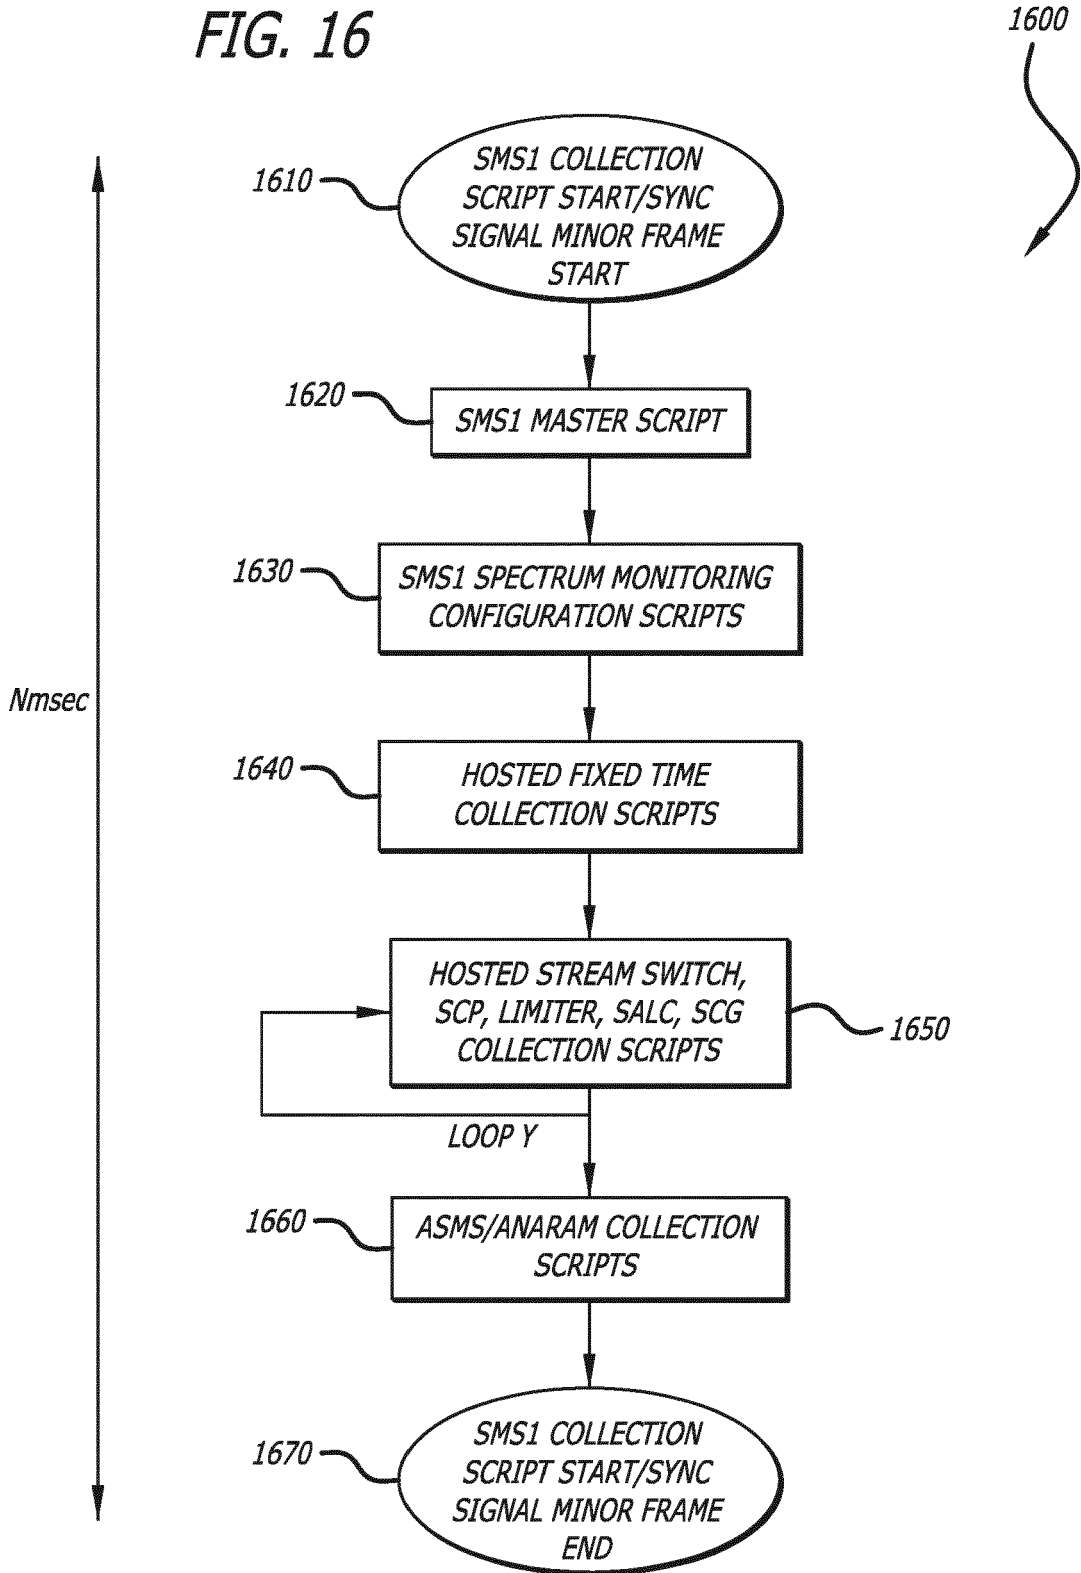 FIG. 16
1600
1610
SMS1 COLLECTION
SCRIPT START/SYNC
SIGNAL MINOR FRAME
START
1620
SMS1 MASTER SCRIPT
1630
SMS1 SPECTRUM MONITORING
CONFIGURATION SCRIPTS
Nmsec
1640
HOSTED FIXED TIME
COLLECTION SCRIPTS
HOSTED STREAM SWITCH,
SCP, LIMITER, SALC, SCG
COLLECTION SCRIPTS
1650
LOOP Y
1660
ASMS/ANARAM COLLECTION
SCRIPTS
1670
SMS1 COLLECTION
SCRIPT START/SYNC
SIGNAL MINOR FRAME
END